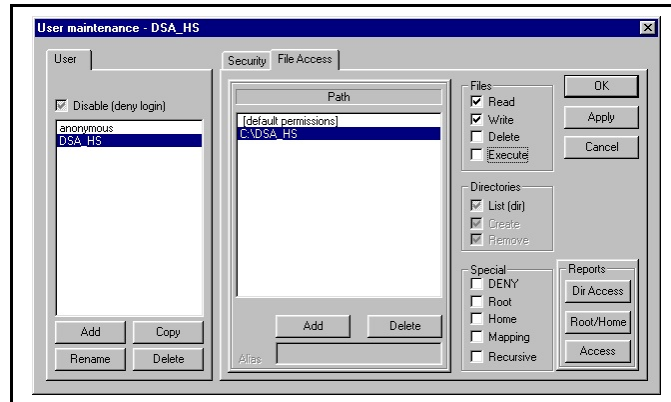 User maintenance - DSA_HS
User
Disable (deny login)
anonymous
DSA_HS
Add
Copy
Rename
Delete
Security
File Access
Path
[default permissions]
C:\DSA_HS
Add
Delete
Alias
Files
Read
Write
Delete
Execute
Directories
List (dir)
Create
Remove
Special
DENY
Root
Home
Mapping
Recursive
OK
Apply
Cancel
Reports
Dir Access
Root/Home
Access